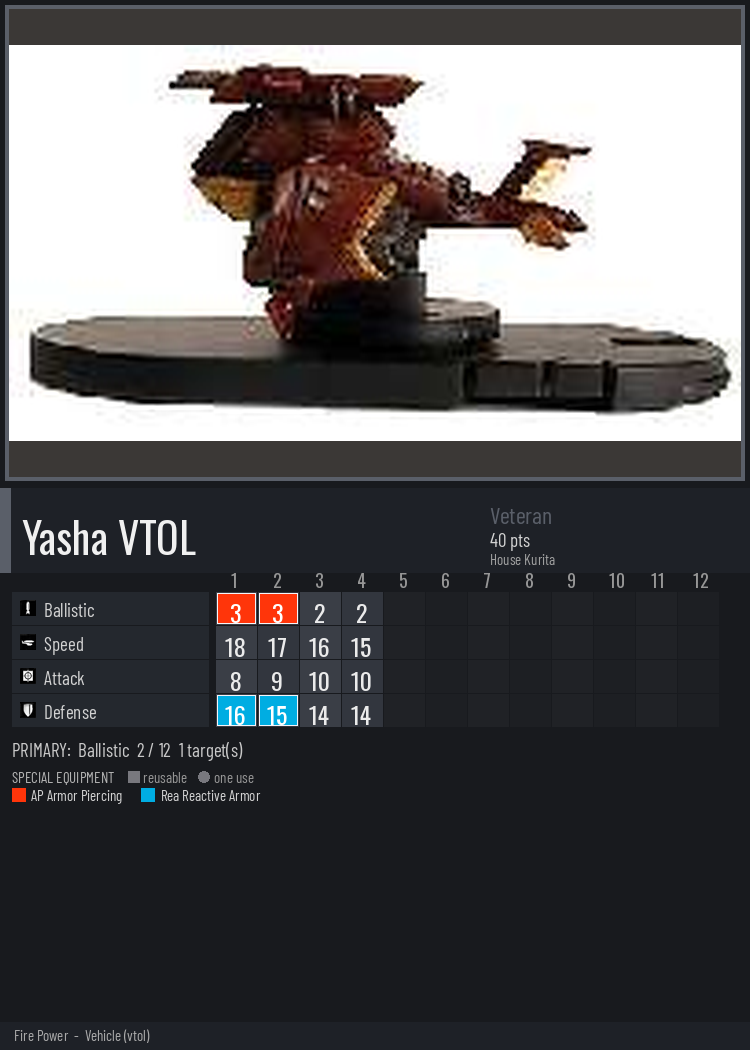 Yasha VTOL
Veteran
40 pts
House Kurita
1 2 3 4 5 6 7 8 9 10 11 12
Ballistic 3 3 2 2
Speed 18 17 16 15
Attack 8 9 10 10
Defense 16 15 14 14
PRIMARY: Ballistic 2 / 12 1 target(s)
SPECIAL EQUIPMENT reusable one use
AP Armor Piercing Rea Reactive Armor
Fire Power - Vehicle (vtol)